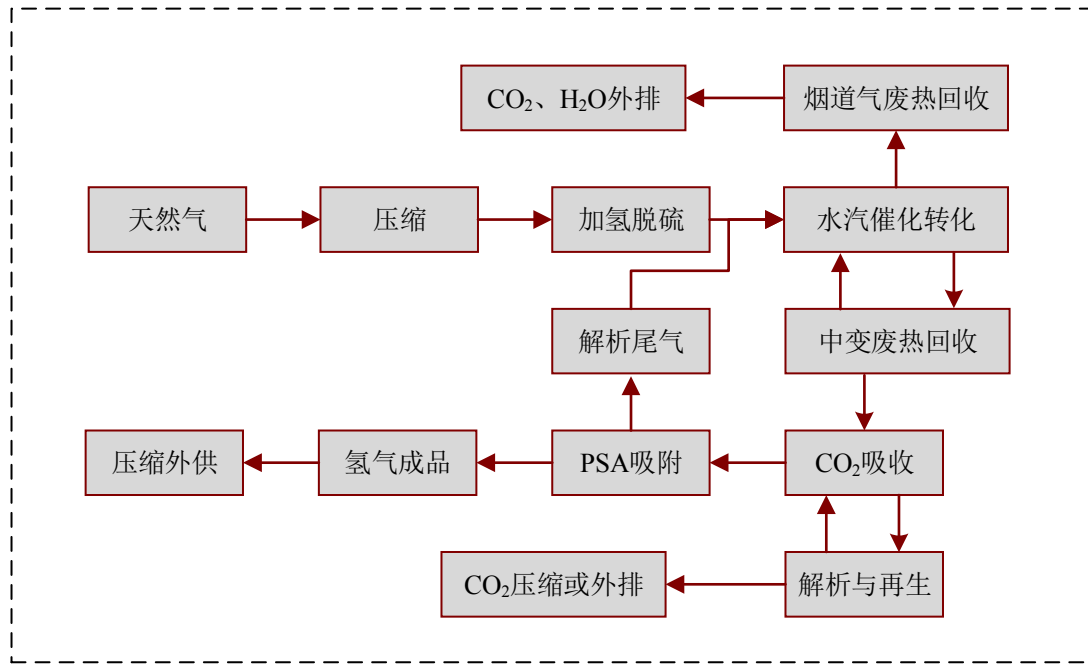 CO₂、H₂O外排
烟道气废热回收
天然气
压缩
加氢脱硫
水汽催化转化
解析尾气
中变废热回收
压缩外供
氢气成品
PSA吸附
CO₂吸收
CO₂压缩或外排
解析与再生